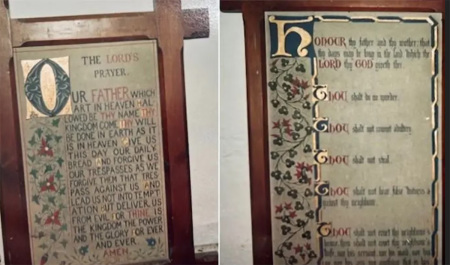 THE LORD'S
PRAYER.
OUR FATHER WHICH
ART IN HEAVEN HAL
LOWED BE THY NAME THY
KINGDOM COME THY WILL
BE DONE IN EARTH AS IT
IS IN HEAVEN GIVE US
THIS DAY OUR DAILY
BREAD AND FORGIVE US
OUR TRESPASSES AS WE
FORGIVE THEM THAT TRES
PASS AGAINST US AND
LEAD US NOT INTO TEMPT
ATION BUT DELIVER US
FROM EVIL FOR THINE IS
THE KINGDOM THE POWER
AND THE GLORY FOR EVER
AND EVER
AMEN.
HONOUR thy father and thy mother: that
thy days may be long in the land which the
LORD thy GOD giveth thee.
Thou shalt do no murder.
Thou shalt not commit adultery.
Thou shalt not steal.
Thou shalt not bear false witness a
gainst thy neighbour.
Thou shalt not covet thy neighbour's